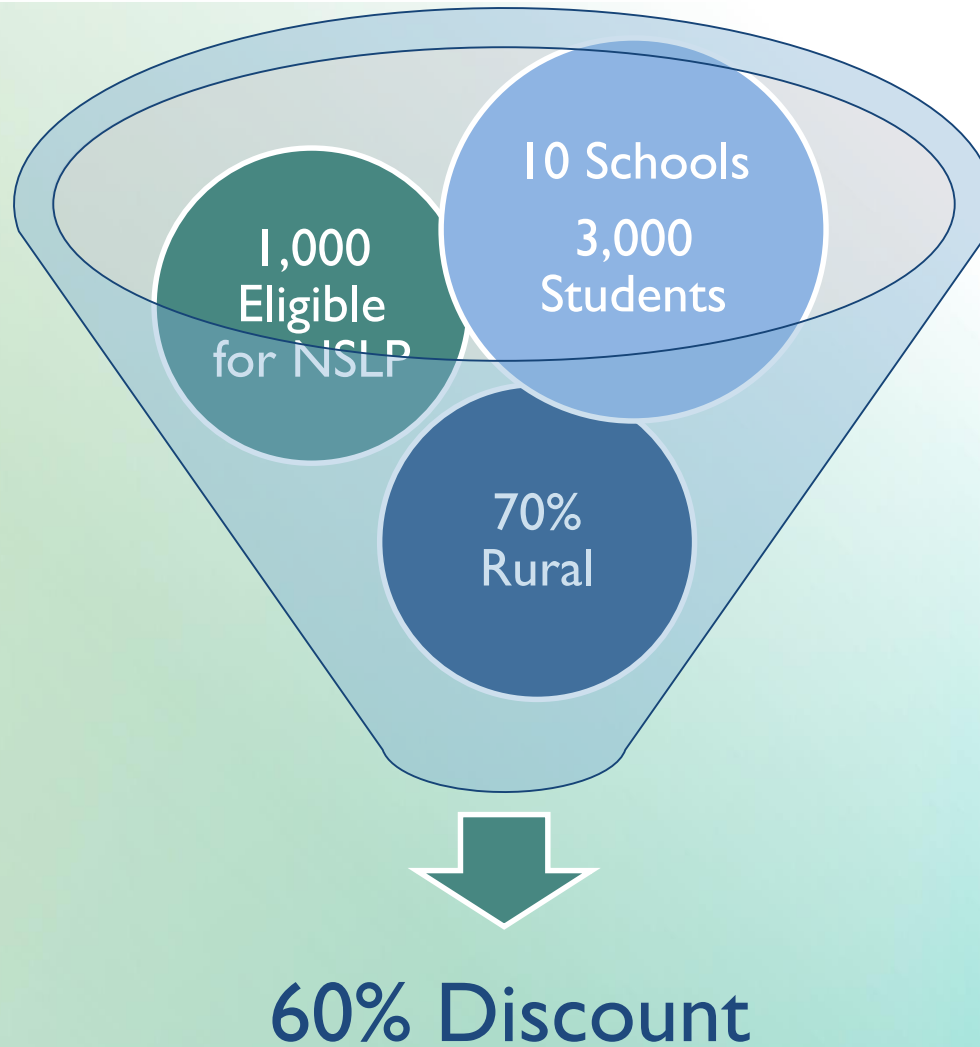 10 Schools
3,000
Students
1,000
Eligible
for NSLP
70%
Rural
60% Discount